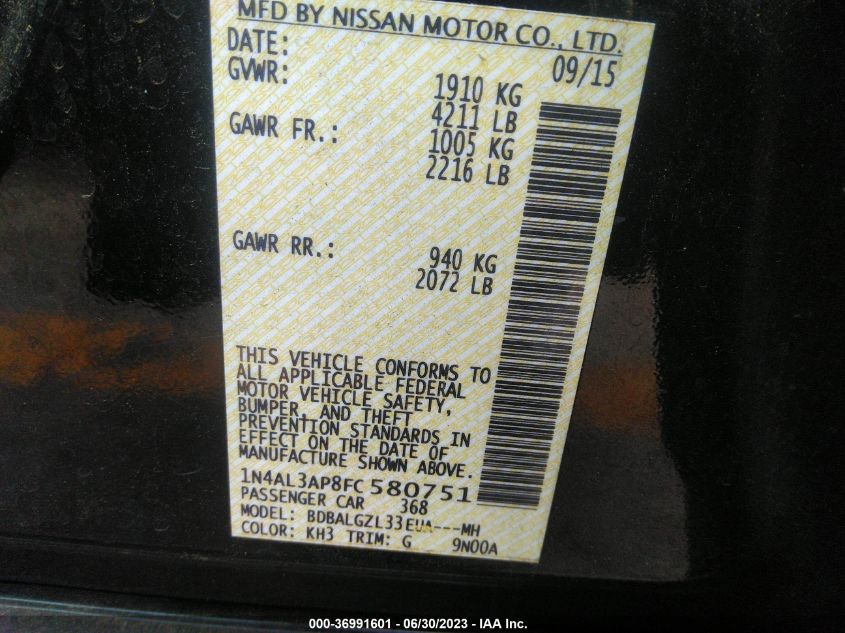 MFD BY NISSAN MOTOR CO., LTD.
DATE: 09/15
GVWR: 1910 KG
4211 LB
GAWR FR.: 1005 KG
2216 LB
GAWR RR.: 940 KG
2072 LB
THIS VEHICLE CONFORMS TO
ALL APPLICABLE FEDERAL
MOTOR VEHICLE SAFETY,
BUMPER, AND THEFT
PREVENTION STANDARDS IN
EFFECT ON THE DATE OF
MANUFACTURE SHOWN ABOVE.
1N4AL3AP8FC580751
PASSENGER CAR 368
MODEL: BDBALGZL33EUA---MH
COLOR: KH3 TRIM: G 9N00A
000-36991601 - 06/30/2023 - IAA Inc.